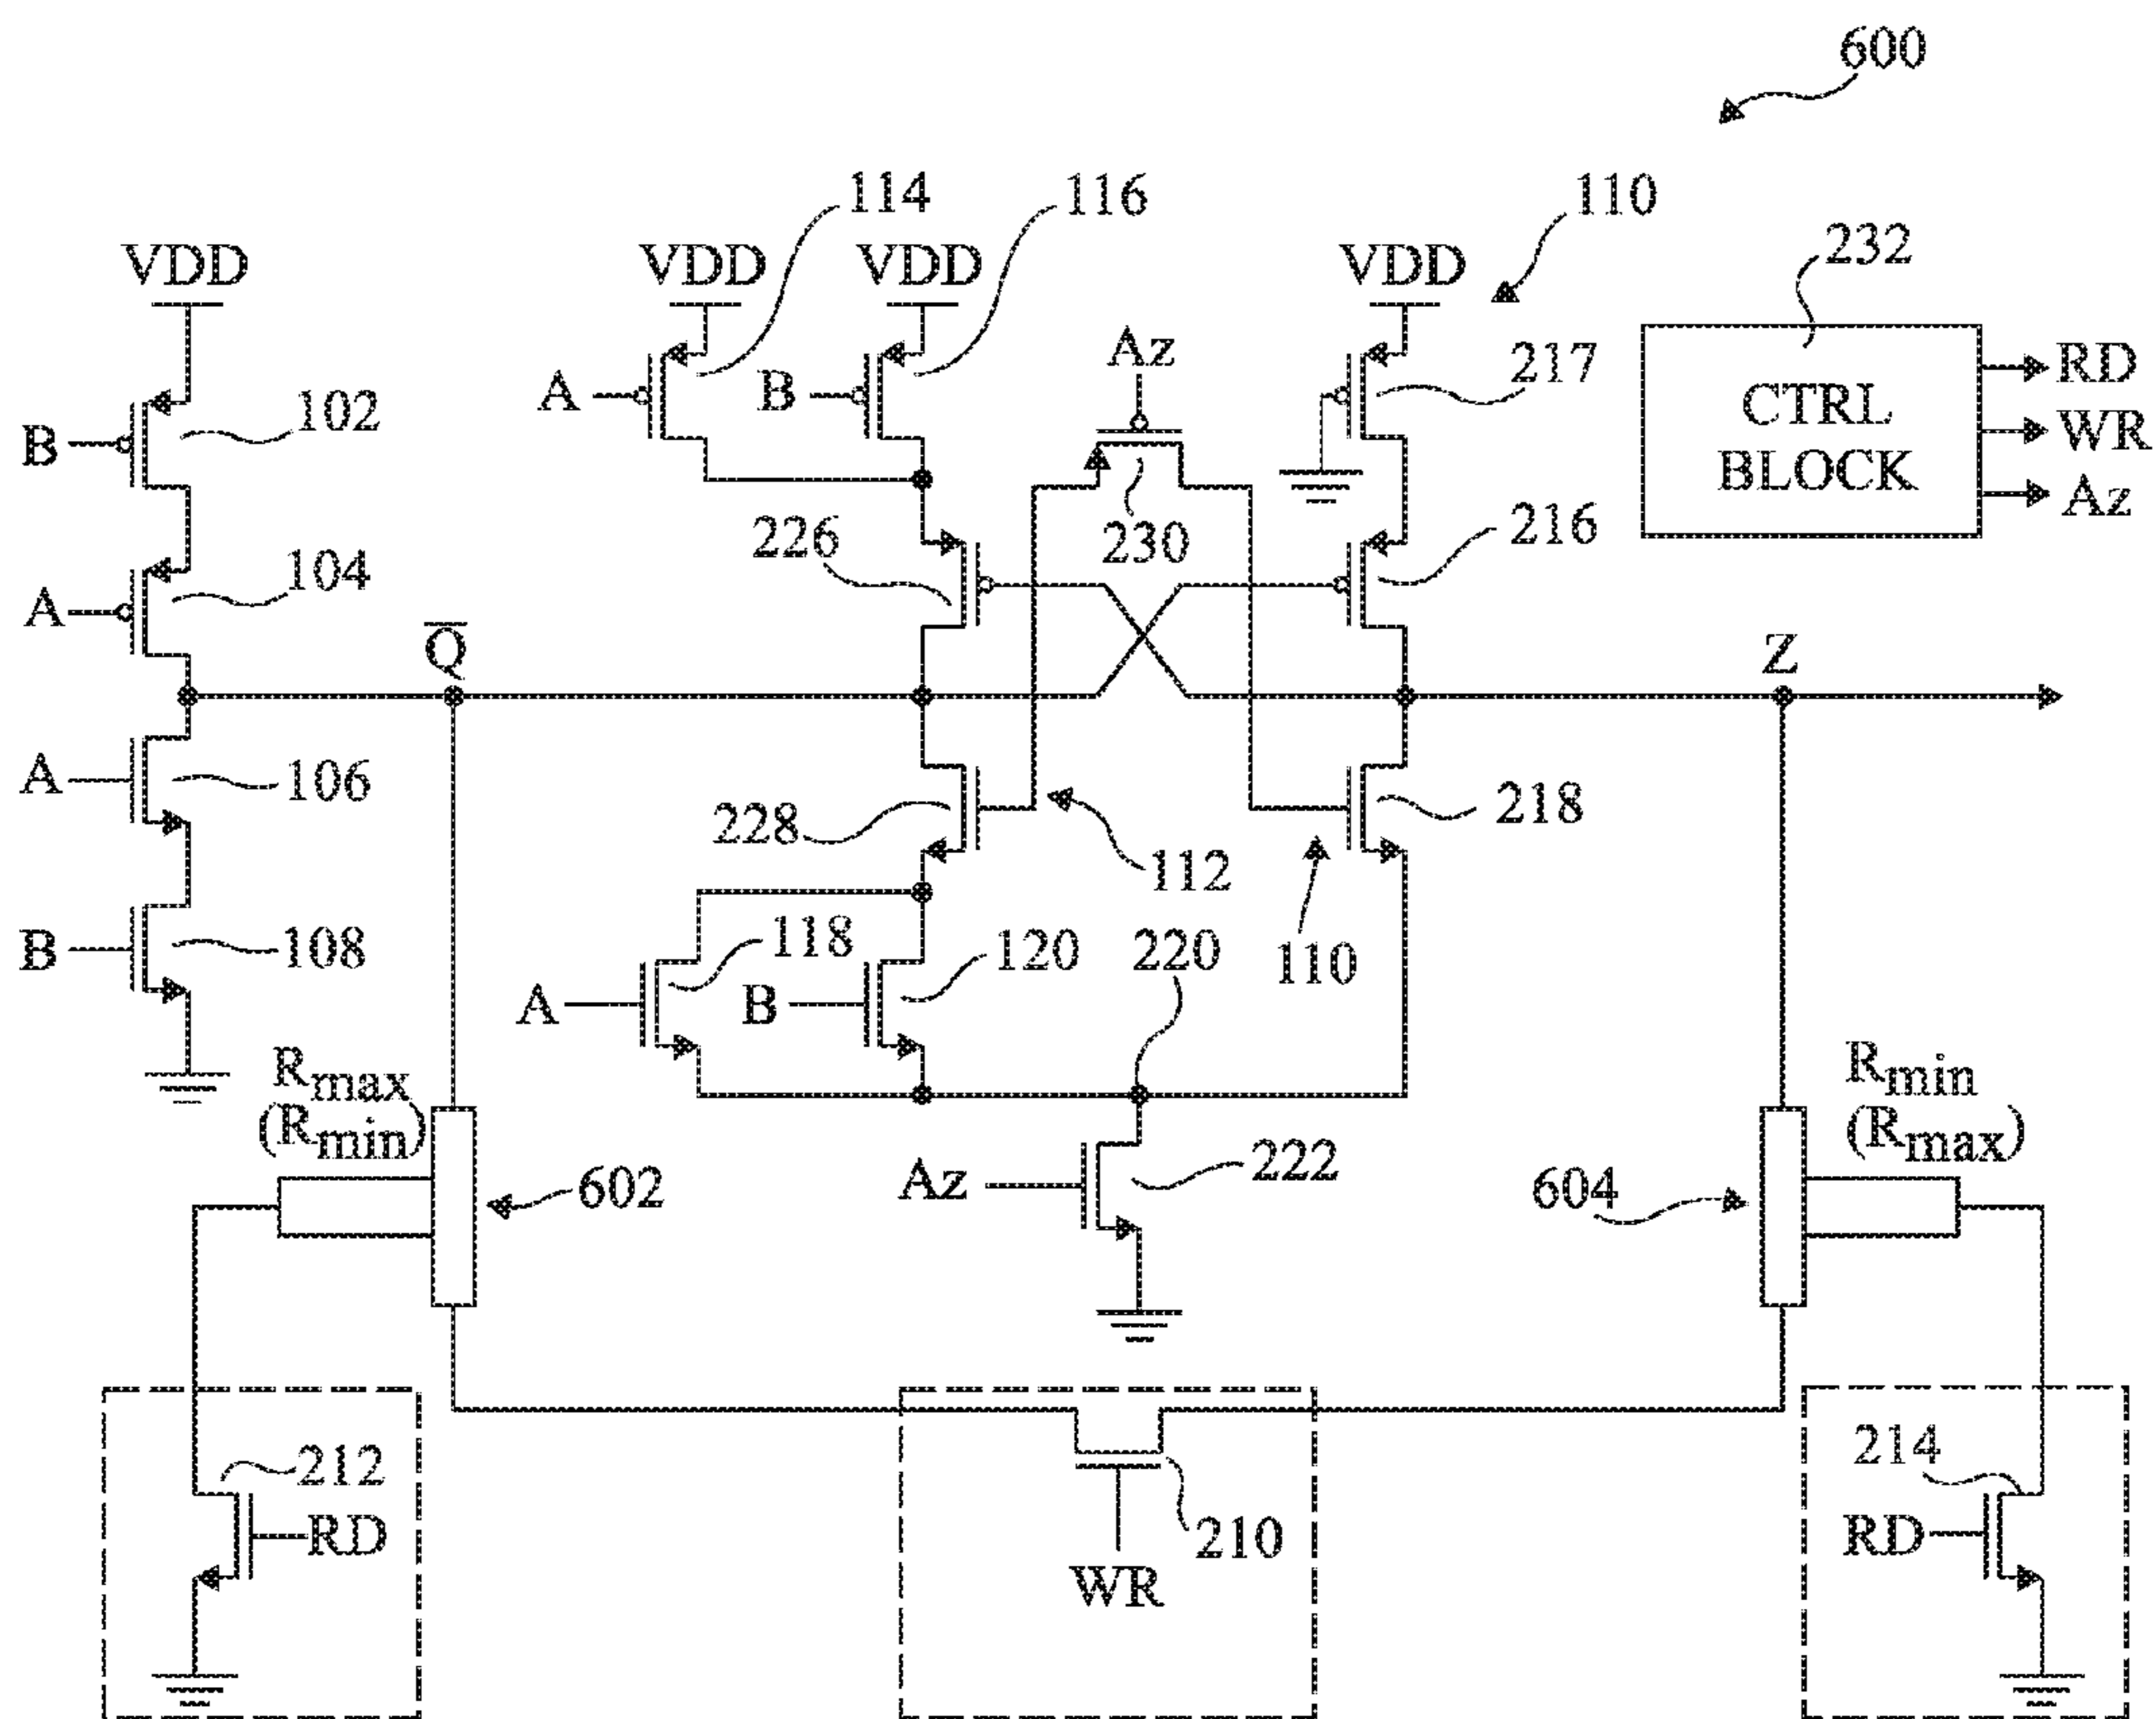 600
114
116
110
VDD
VDD
VDD
VDD
232
Az
A
B
217
CTRL
BLOCK
RD
WR
Az
B
102
226
230
216
A
104
Q̅
Z
A
106
228
112
218
B
108
118
120
220
110
A
B
Rmax
(Rmin)
Rmin
(Rmax)
Az
222
602
604
212
RD
210
WR
214
RD